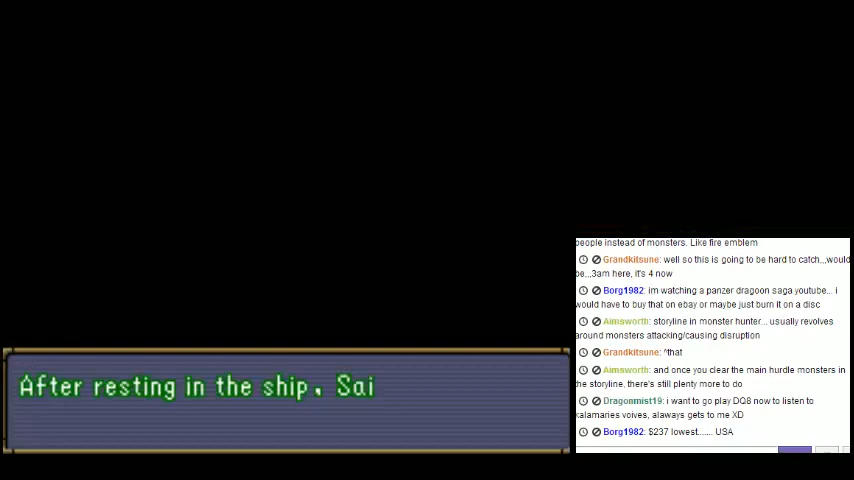 After resting in the ship, Sai
people instead of monsters. Like fire emblem
Grandkitsune: well so this is going to be hard to catch,,,would
be,,,3am here, it's 4 now
Borg1982: im watching a panzer dragoon saga youtube... i
would have to buy that on ebay or maybe just burn it on a disc
Aimsworth: storyline in monster hunter... usually revolves
around monsters attacking/causing disruption
Grandkitsune: ^that
Aimsworth: and once you clear the main hurdle monsters in
the storyline, there's still plenty more to do
Dragonmist19: i want to go play DQ8 now to listen to
kalamaries voives, alaways gets to me XD
Borg1982: $237 lowest....... USA